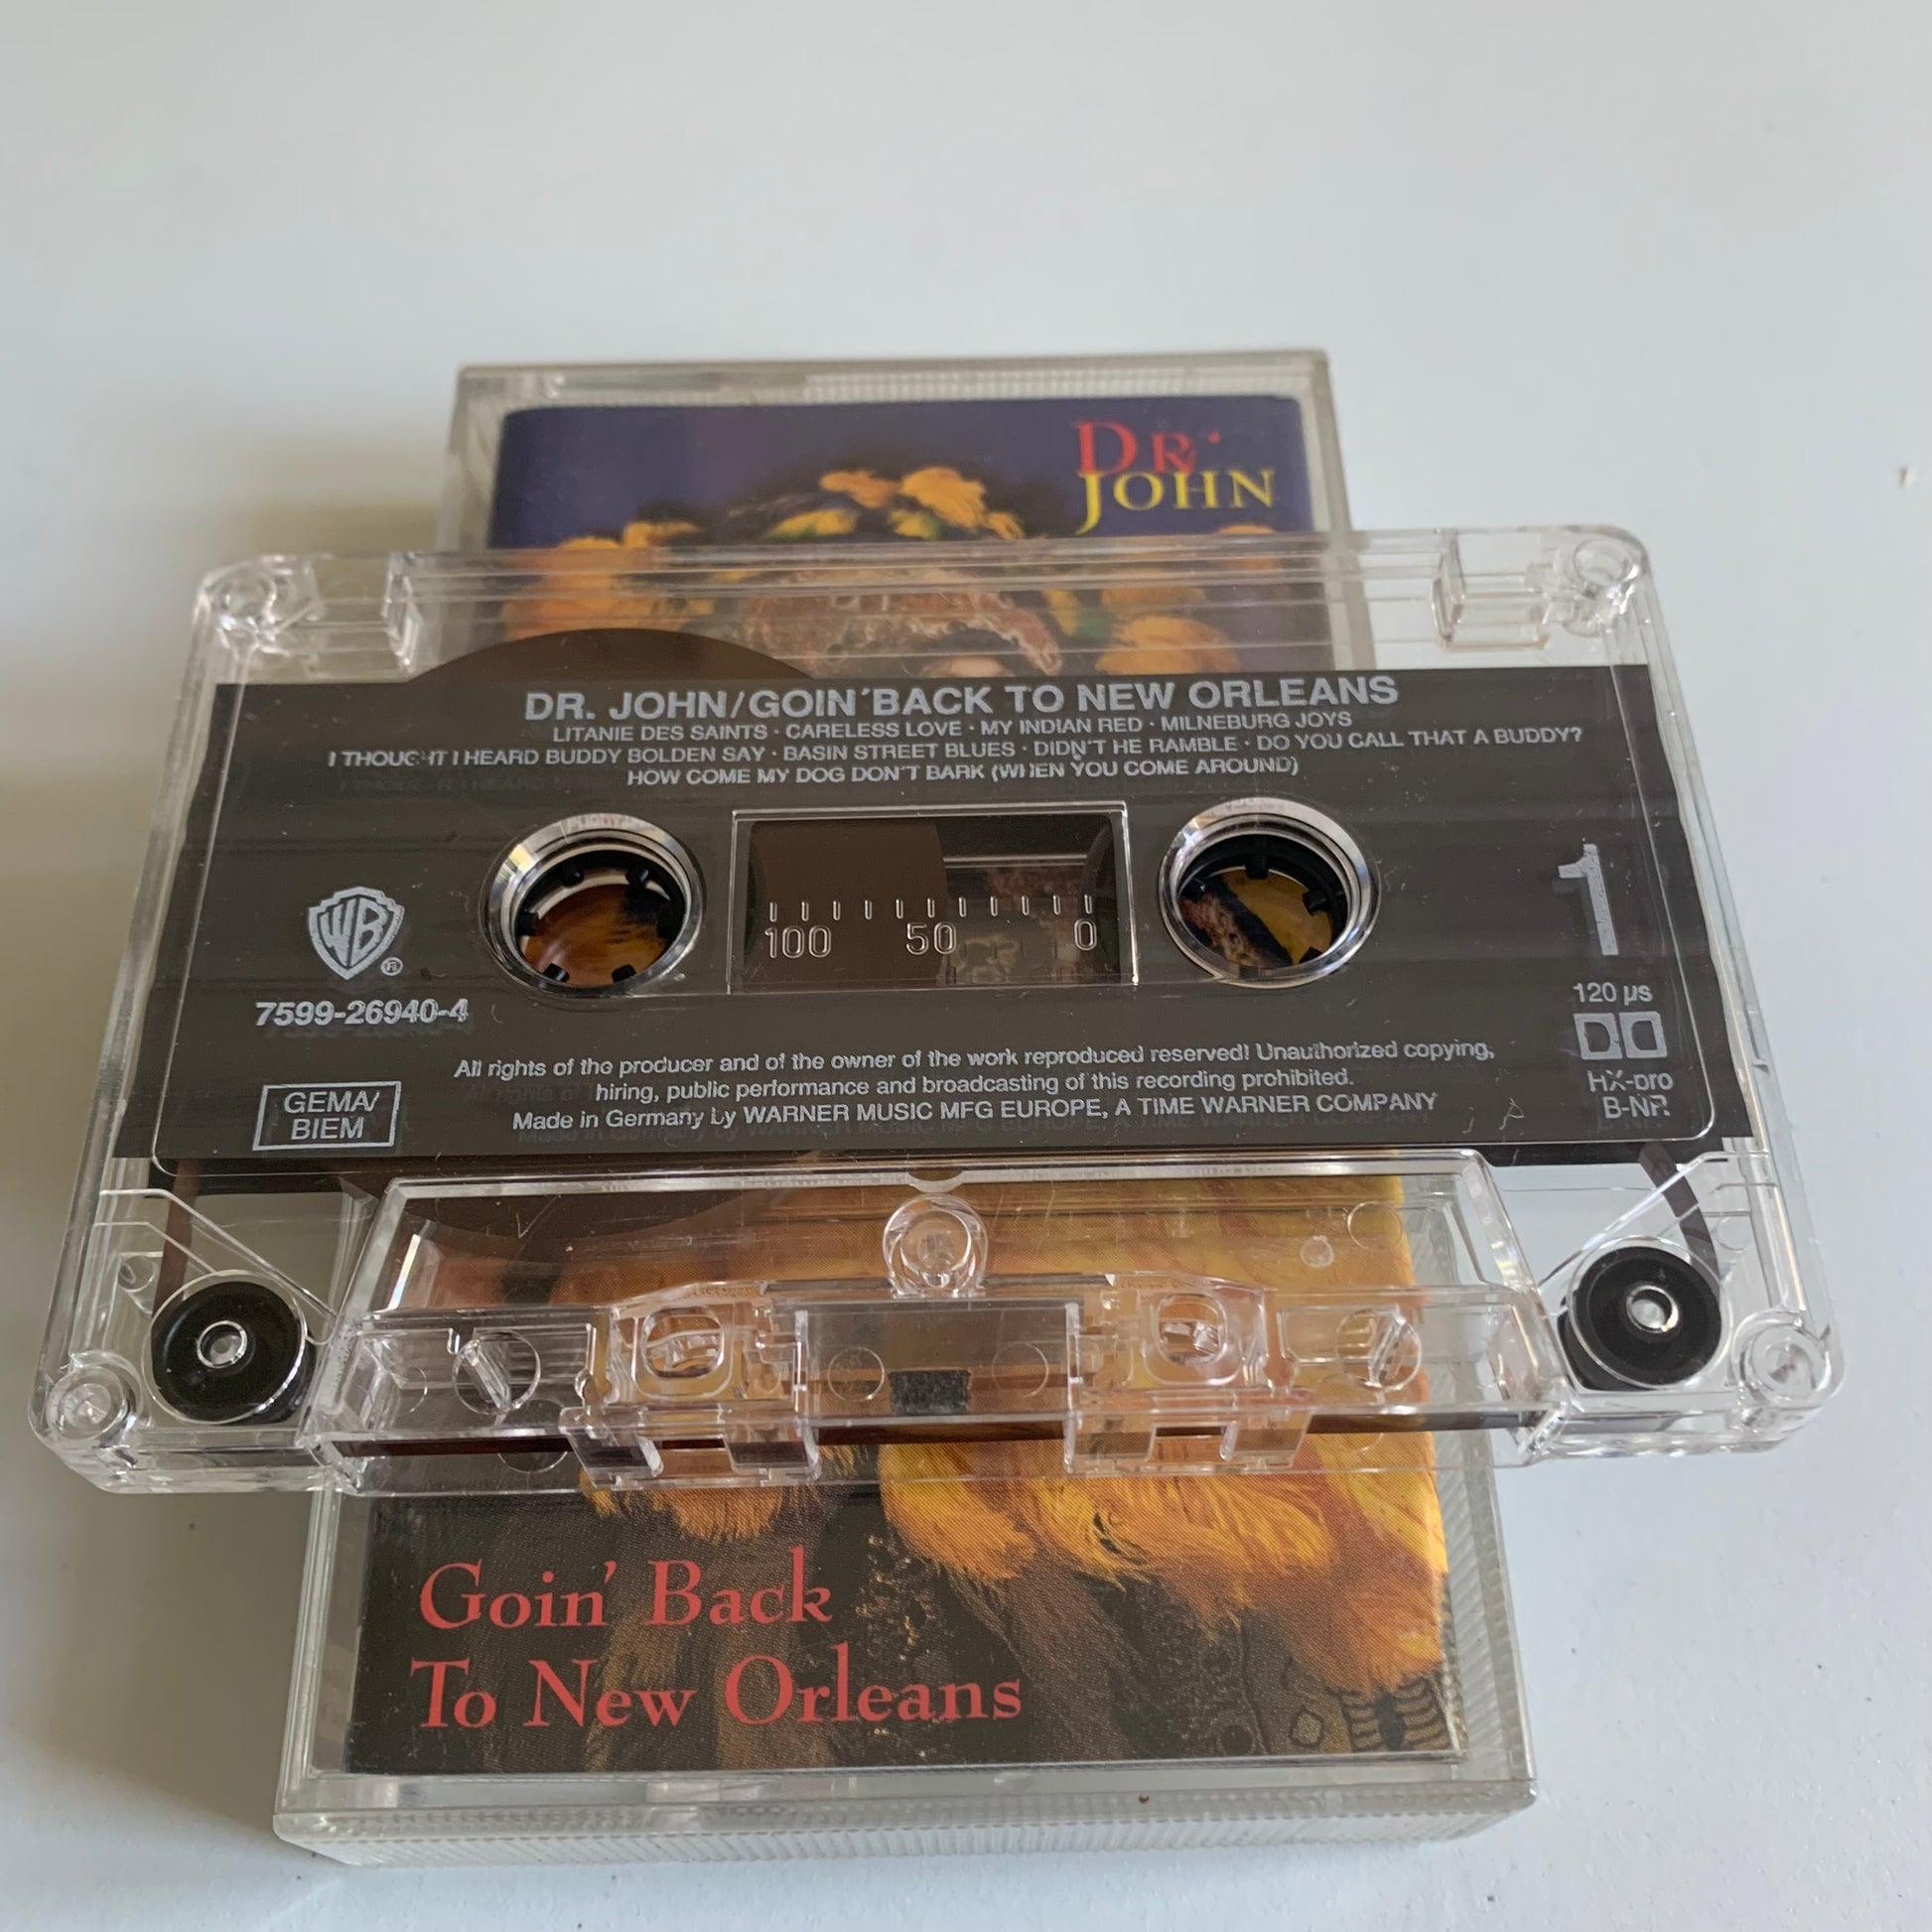 DR.
JOHN
DR. JOHN/GOIN´BACK TO NEW ORLEANS
LITANIE DES SAINTS · CARELESS LOVE · MY INDIAN RED · MILNEBURG JOYS
I THOUGHT I HEARD BUDDY BOLDEN SAY · BASIN STREET BLUES · DIDN´T HE RAMBLE · DO YOU CALL THAT A BUDDY?
HOW COME MY DOG DON´T BARK (WHEN YOU COME AROUND)
WB ®
7599-26940-4
GEMA/
BIEM
100 50 0
1
120 µs
HX-pro
B-NR
All rights of the producer and of the owner of the work reproduced reserved! Unauthorized copying,
hiring, public performance and broadcasting of this recording prohibited.
Made in Germany by WARNER MUSIC MFG EUROPE, A TIME WARNER COMPANY
Goin' Back
To New Orleans